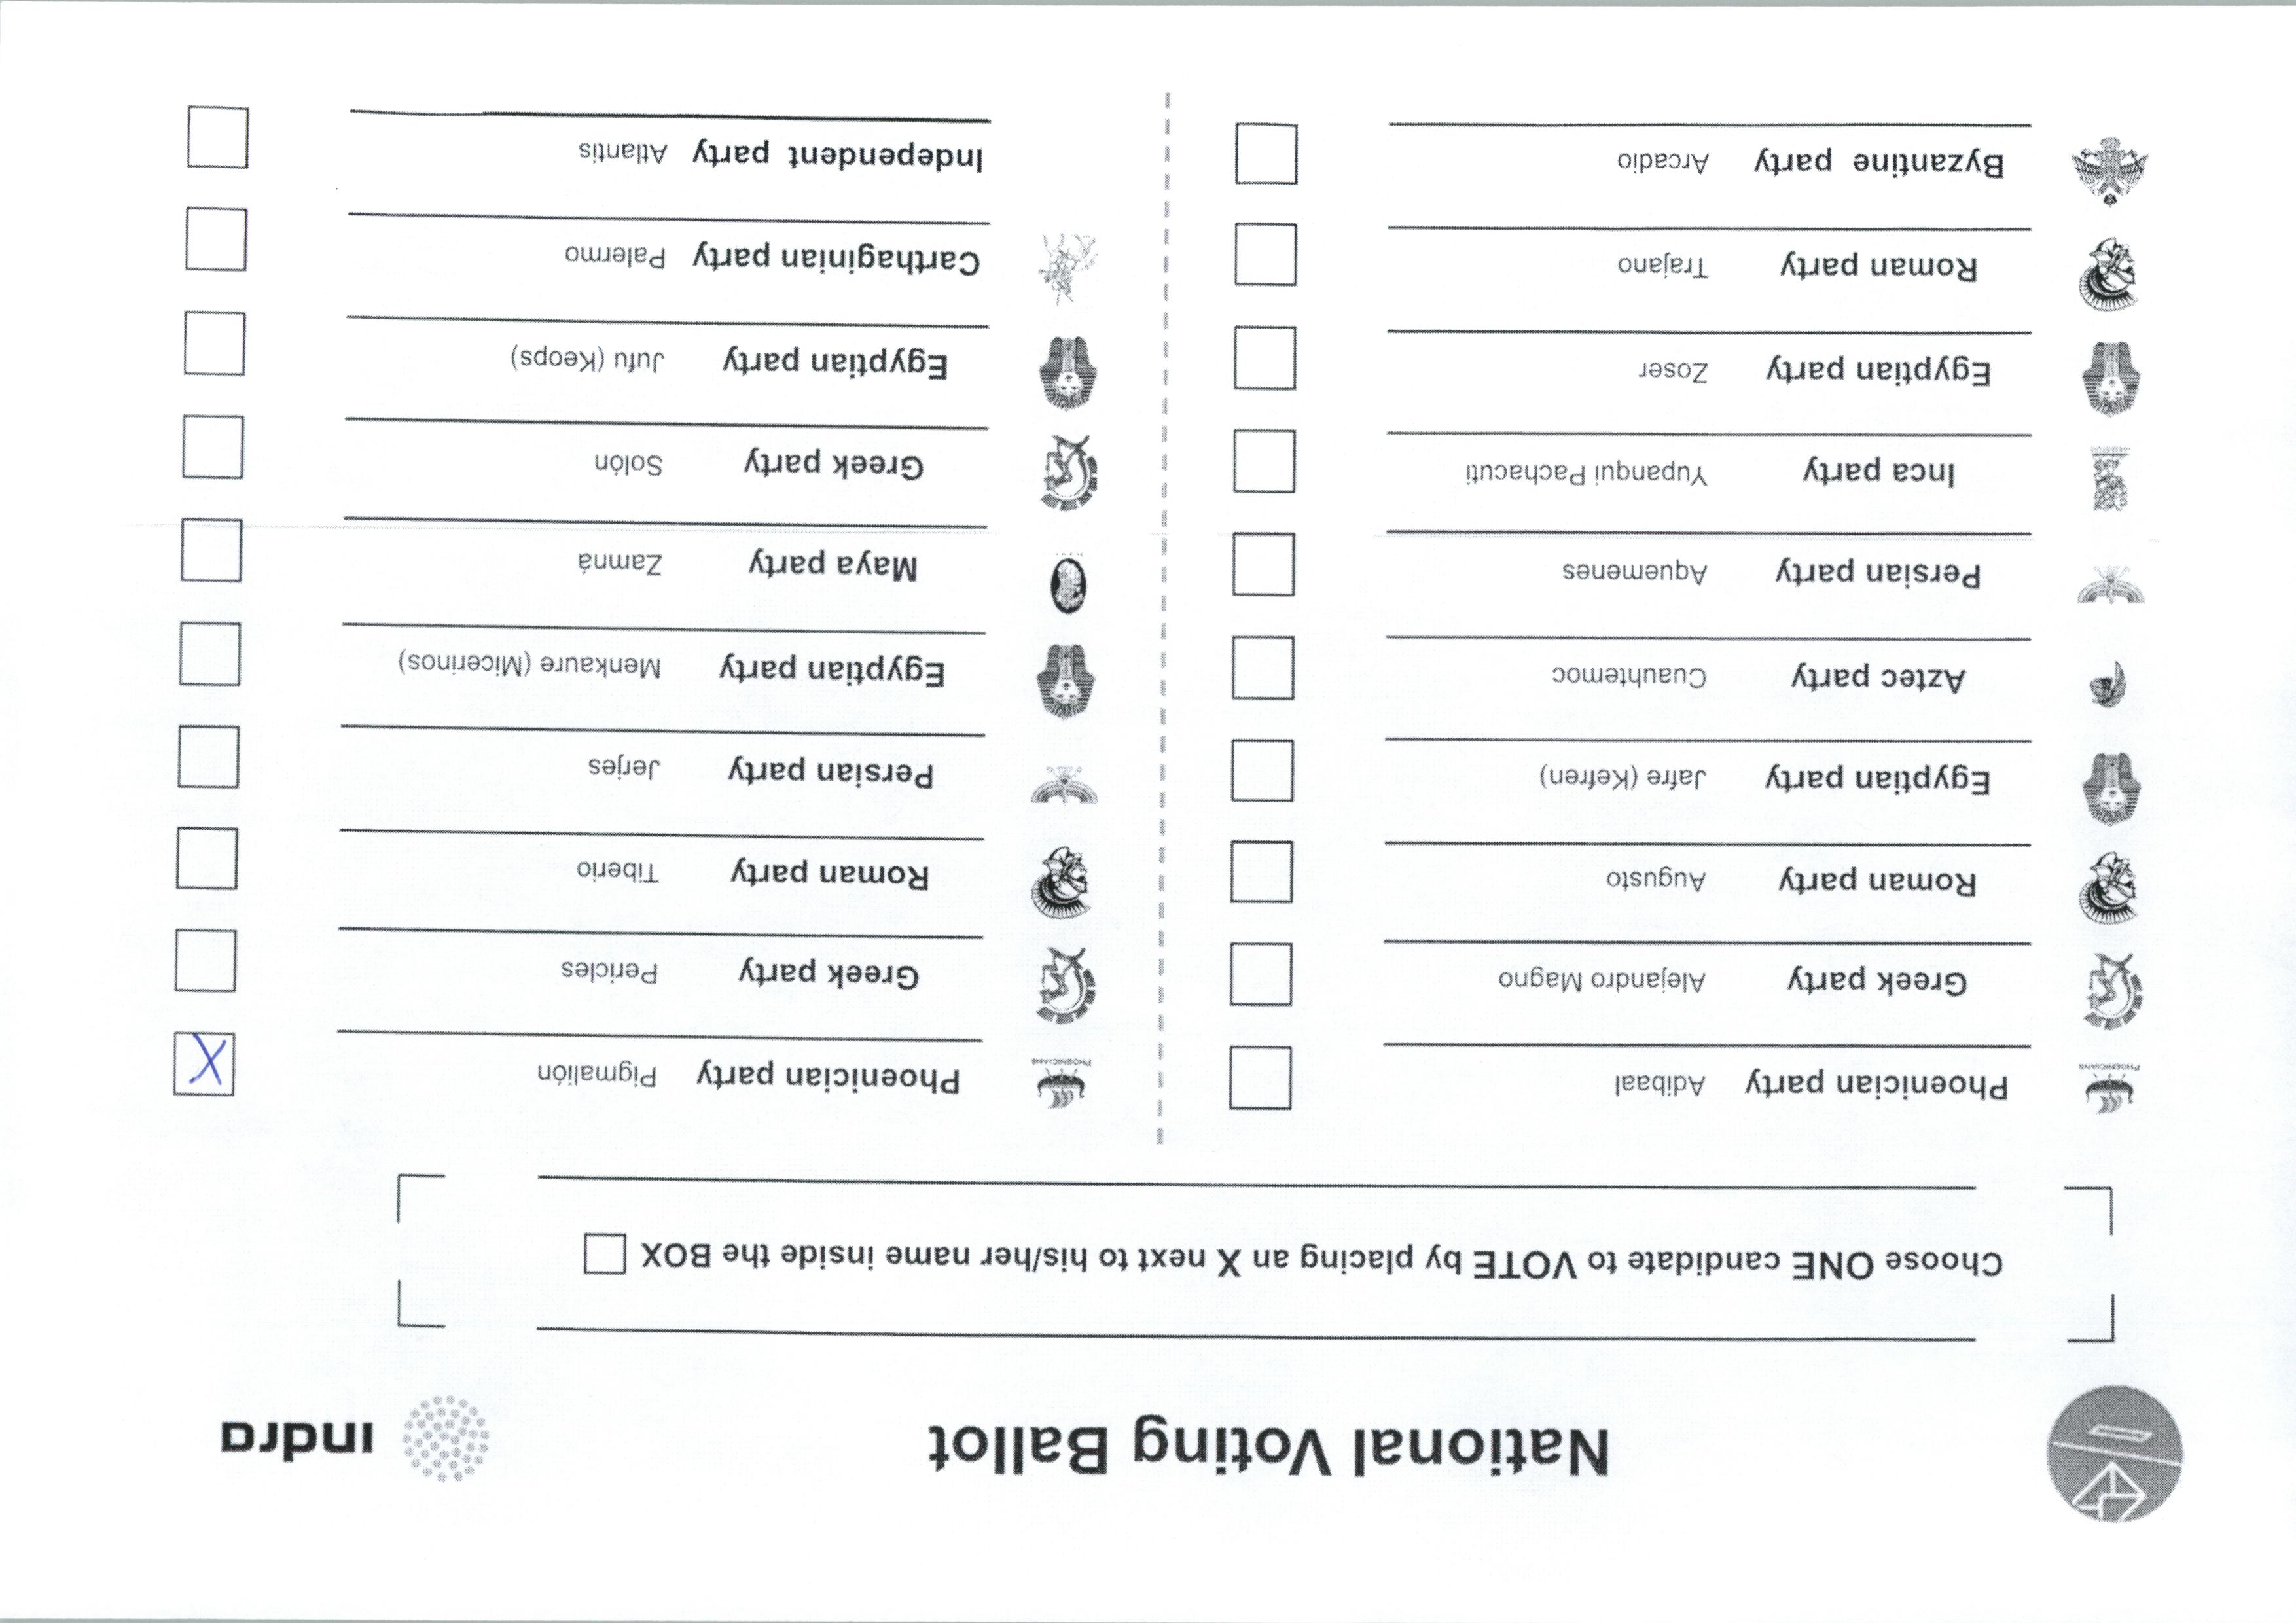 National Voting Ballot
indra
Choose ONE candidate to VOTE by placing an X next to his/her name inside the BOX
PHOENICIANS
Phoenician party Adibaal
Greek party Alejandro Magno
Roman party Augusto
Egyptian party Jafre (Kefren)
Aztec party Cuauhtemoc
Persian party Aquemenes
Inca party Yupanqui Pachacuti
Egyptian party Zoser
Roman party Trajano
Byzantine party Arcadio
PHOENICIANS
Phoenician party Pigmalión X
Greek party Pericles
Roman party Tiberio
Persian party Jerjes
Egyptian party Menkaure (Micerinos)
Maya party Zamná
Greek party Solón
Egyptian party Jufu (Keops)
Carthaginian party Palermo
Independent party Atlantis